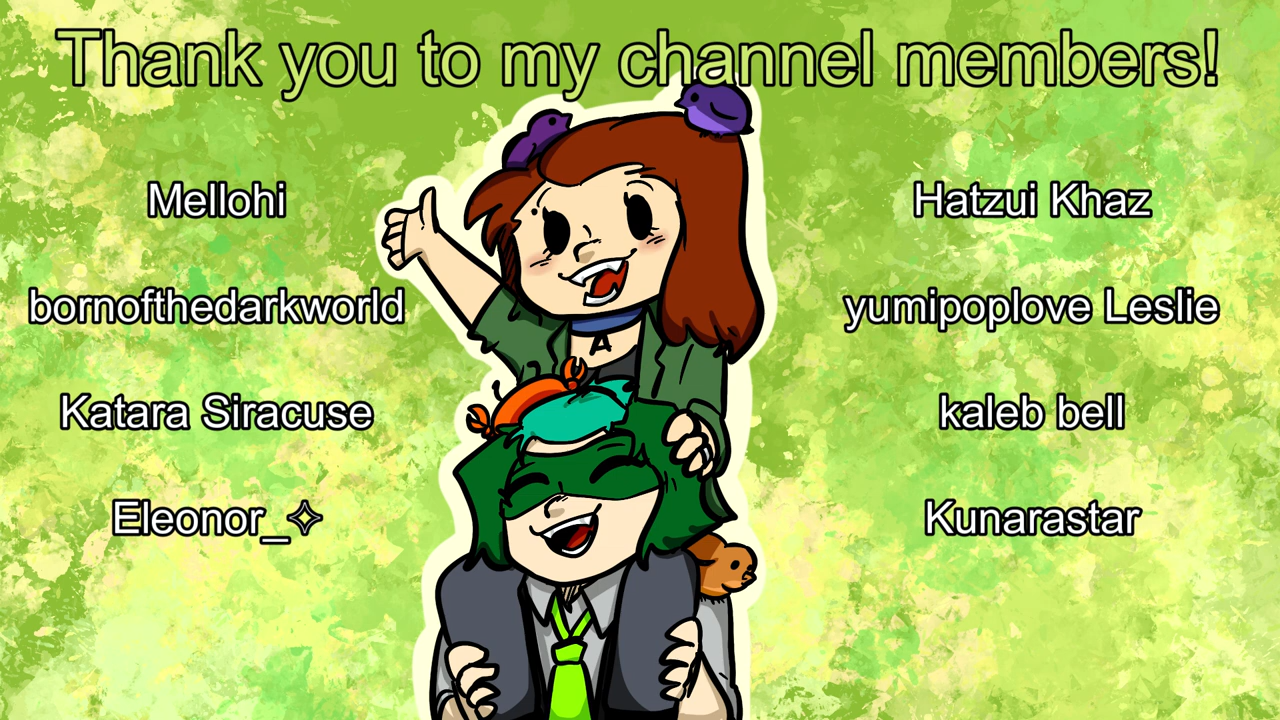 Thank you to my channel members!
Mellohi
bornofthedarkworld
Katara Siracuse
Eleonor_✧
Hatzui Khaz
yumipoplove Leslie
kaleb bell
Kunarastar
A